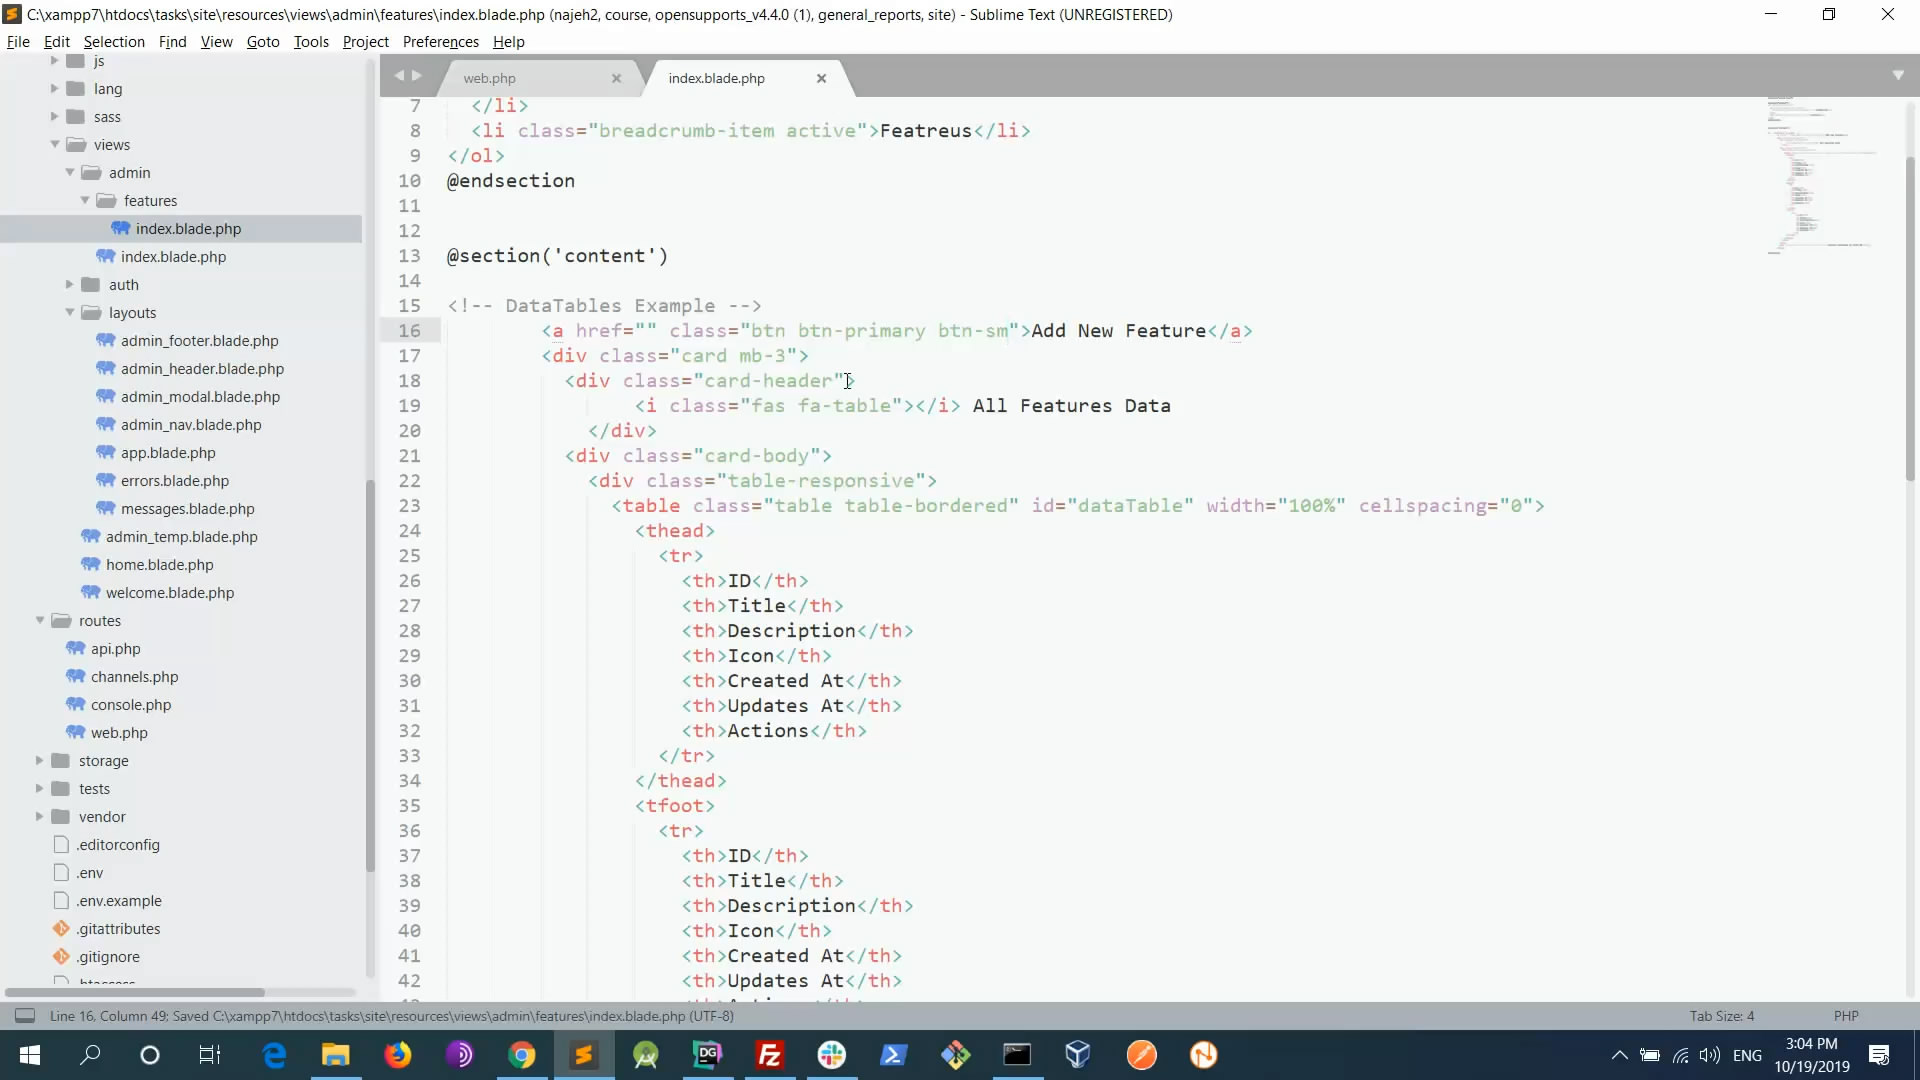 C:\xampp7\htdocs\tasks\site\resources\views\admin\features\index.blade.php (najeh2, course, opensupports_v4.4.0 (1), general_reports, site) - Sublime Text (UNREGISTERED)
File Edit Selection Find View Goto Tools Project Preferences Help
js
lang
sass
views
admin
features
index.blade.php
index.blade.php
auth
layouts
admin_footer.blade.php
admin_header.blade.php
admin_modal.blade.php
admin_nav.blade.php
app.blade.php
errors.blade.php
messages.blade.php
admin_temp.blade.php
home.blade.php
welcome.blade.php
routes
api.php
channels.php
console.php
web.php
storage
tests
vendor
.editorconfig
.env
.env.example
.gitattributes
.gitignore
.htaccess
web.php index.blade.php
7 </li>
8 <li class="breadcrumb-item active">Featreus</li>
9 </ol>
10 @endsection
11
12
13 @section('content')
14
15 <!-- DataTables Example -->
16 <a href="" class="btn btn-primary btn-sm">Add New Feature</a>
17 <div class="card mb-3">
18 <div class="card-header">
19 <i class="fas fa-table"></i> All Features Data
20 </div>
21 <div class="card-body">
22 <div class="table-responsive">
23 <table class="table table-bordered" id="dataTable" width="100%" cellspacing="0">
24 <thead>
25 <tr>
26 <th>ID</th>
27 <th>Title</th>
28 <th>Description</th>
29 <th>Icon</th>
30 <th>Created At</th>
31 <th>Updates At</th>
32 <th>Actions</th>
33 </tr>
34 </thead>
35 <tfoot>
36 <tr>
37 <th>ID</th>
38 <th>Title</th>
39 <th>Description</th>
40 <th>Icon</th>
41 <th>Created At</th>
42 <th>Updates At</th>
Line 16, Column 49; Saved C:\xampp7\htdocs\tasks\site\resources\views\admin\features\index.blade.php (UTF-8) Tab Size: 4 PHP
DG Fz
ENG
3:04 PM
10/19/2019